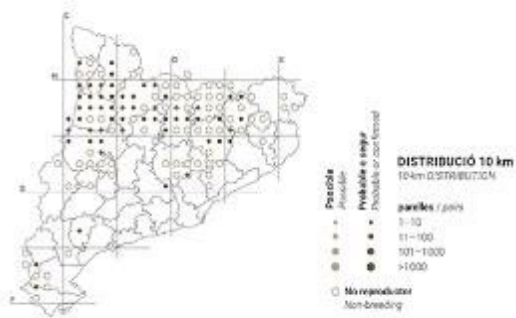 C
D
E
B
F
Possible
Possible
Probable o segur
Probable or confirmed
DISTRIBUCIÓ 10 km
10 km DISTRIBUTION
parelles / pairs
1–10
11–100
101–1000
>1000
No reproductor
Non-breeding